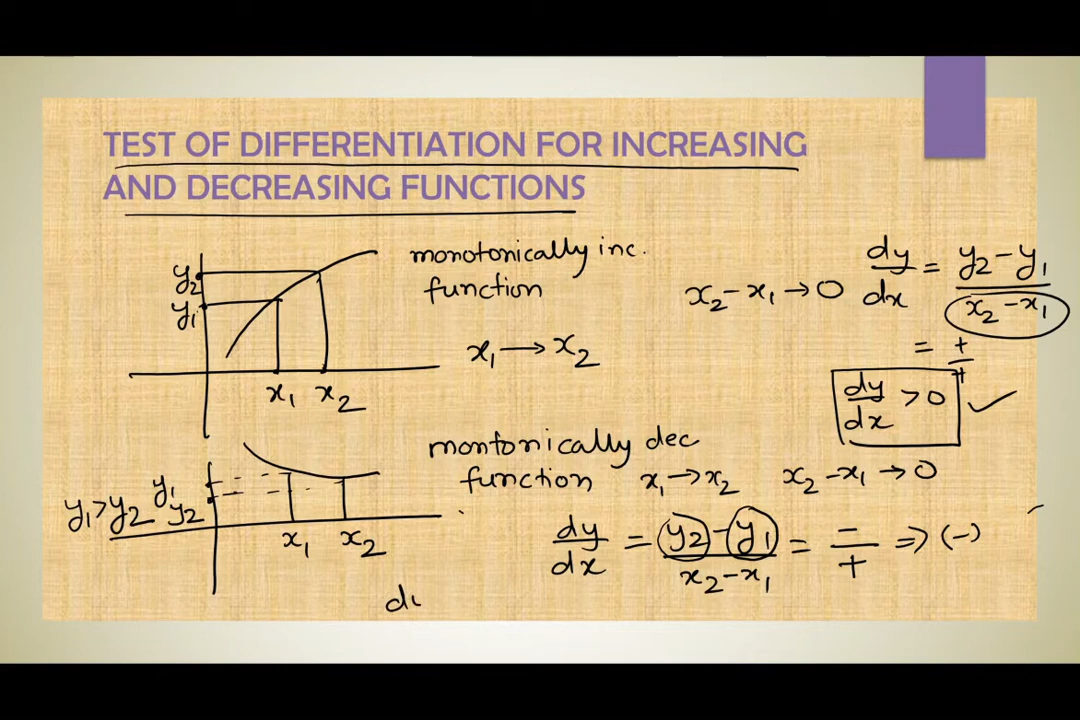 TEST OF DIFFERENTIATION FOR INCREASING
AND DECREASING FUNCTIONS
y₂
y₁
x₁ x₂
monotonically inc.
function
x₁ → x₂
x₂ - x₁ → 0
dy/dx = (y₂ - y₁)/(x₂ - x₁)
= +/+
dy/dx > 0 ✓
montonically dec
function x₁ → x₂ x₂ - x₁ → 0
y₁ > y₂
y₁
y₂
x₁ x₂
dy/dx = (y₂ - y₁)/(x₂ - x₁) = -/+ ⇒ (-)